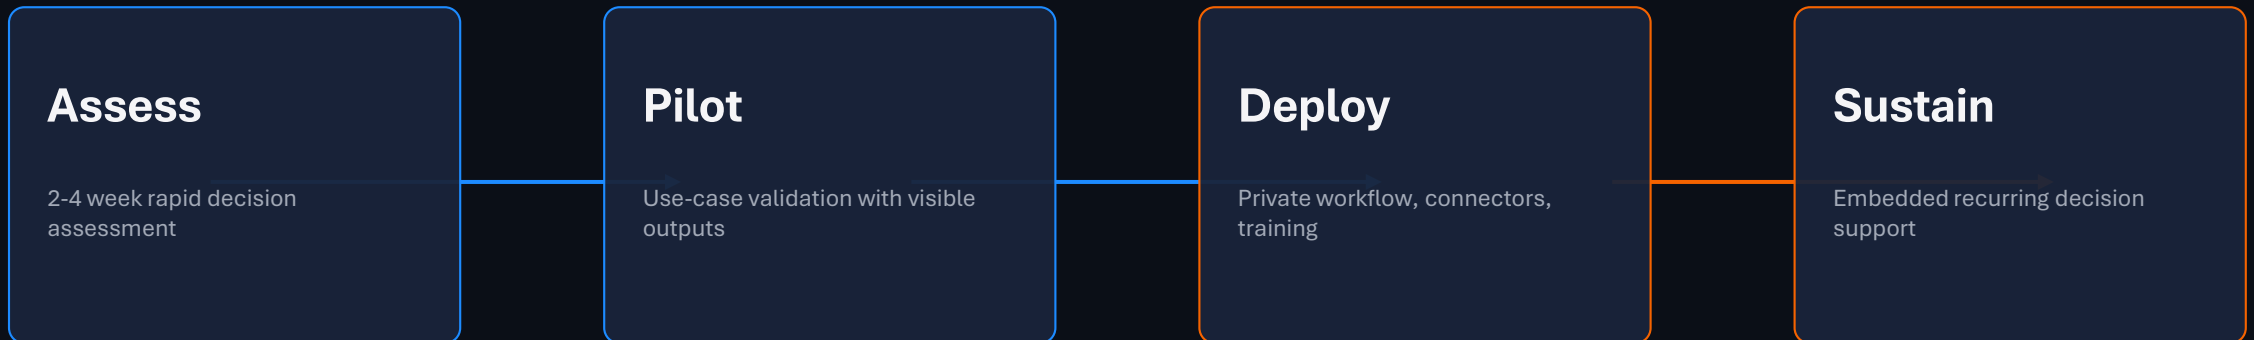 Assess
2-4 week rapid decision
assessment
Pilot
Use-case validation with visible
outputs
Deploy
Private workflow, connectors,
training
Sustain
Embedded recurring decision
support